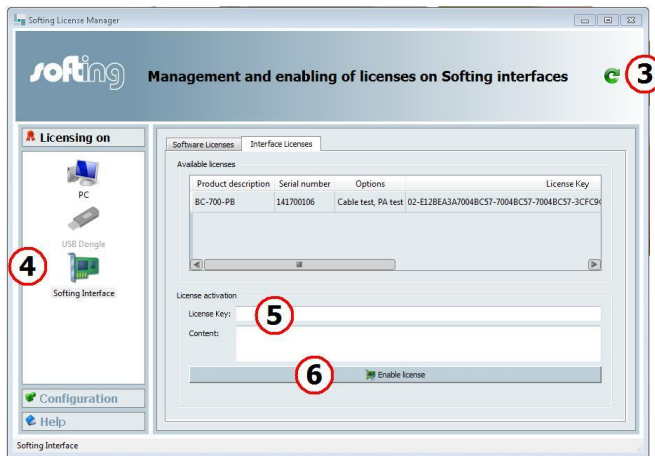 Softing License Manager
softing
Management and enabling of licenses on Softing interfaces
3
Licensing on
PC
USB Dongle
4
Softing Interface
Configuration
Help
Software Licenses
Interface Licenses
Available licenses
Product description Serial number Options License Key
BC-700-PB 141700106 Cable test, PA test 02-E12BEA3A7004BC57-7004BC57-7004BC57-3CFC9
License activation
License Key:
5
Content:
6
Enable license
Softing Interface